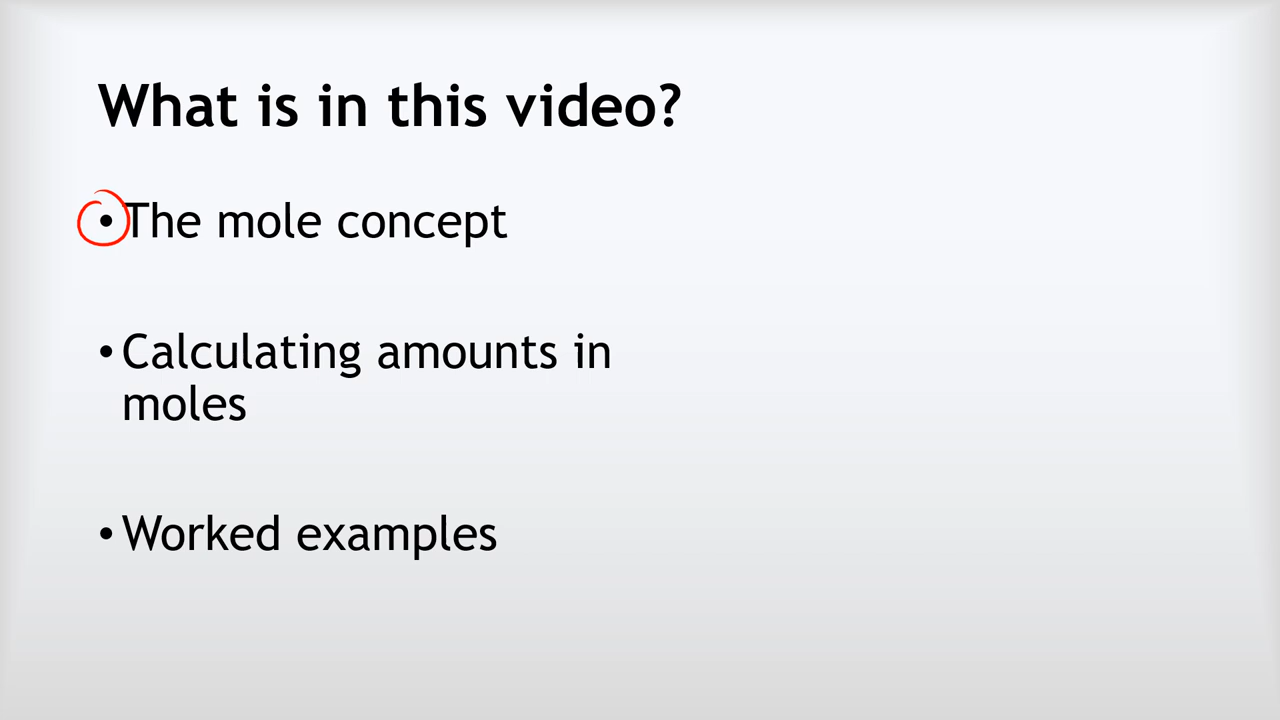 What is in this video?
• The mole concept
• Calculating amounts in
moles
• Worked examples